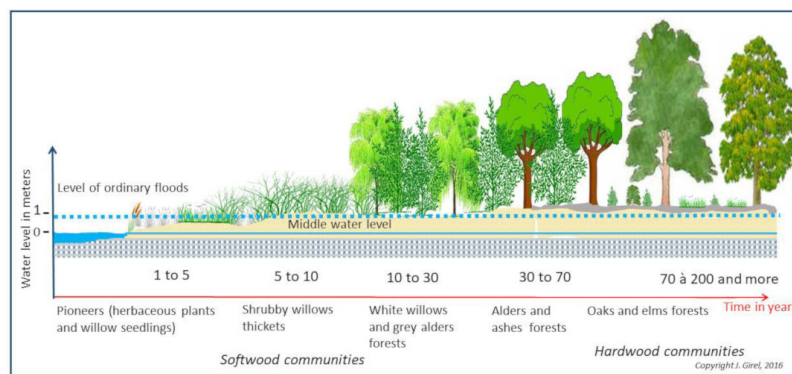 Level of ordinary floods
Water level in meters
1
0
Middle water level
1 to 5
5 to 10
10 to 30
30 to 70
70 à 200 and more
Time in year
Pioneers (herbaceous plants
and willow seedlings)
Shrubby willows
thickets
White willows
and grey alders
forests
Alders and
ashes forests
Oaks and elms forests
Softwood communities
Hardwood communities
Copyright J. Girel, 2016